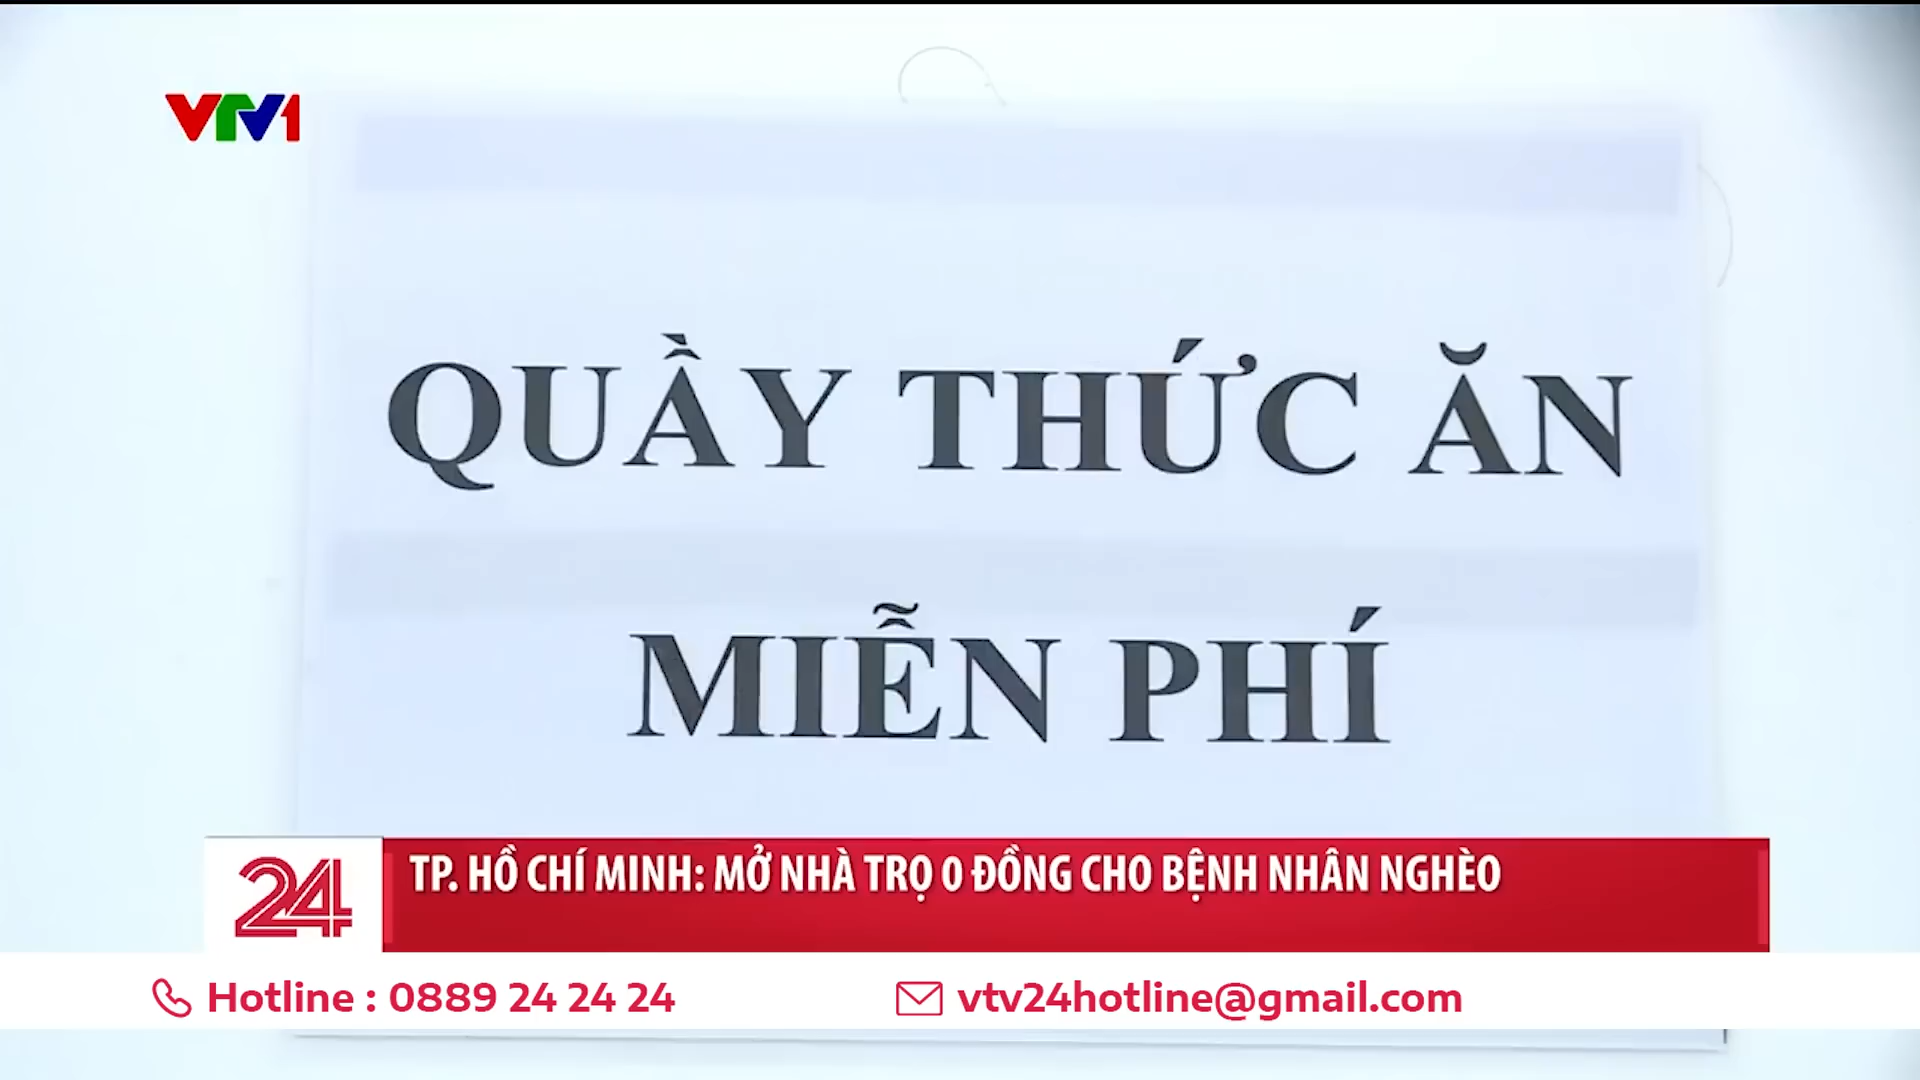 VTV1
QUẦY THỨC ĂN
MIỄN PHÍ
24
TP. HỒ CHÍ MINH: MỞ NHÀ TRỌ 0 ĐỒNG CHO BỆNH NHÂN NGHÈO
Hotline : 0889 24 24 24
vtv24hotline@gmail.com